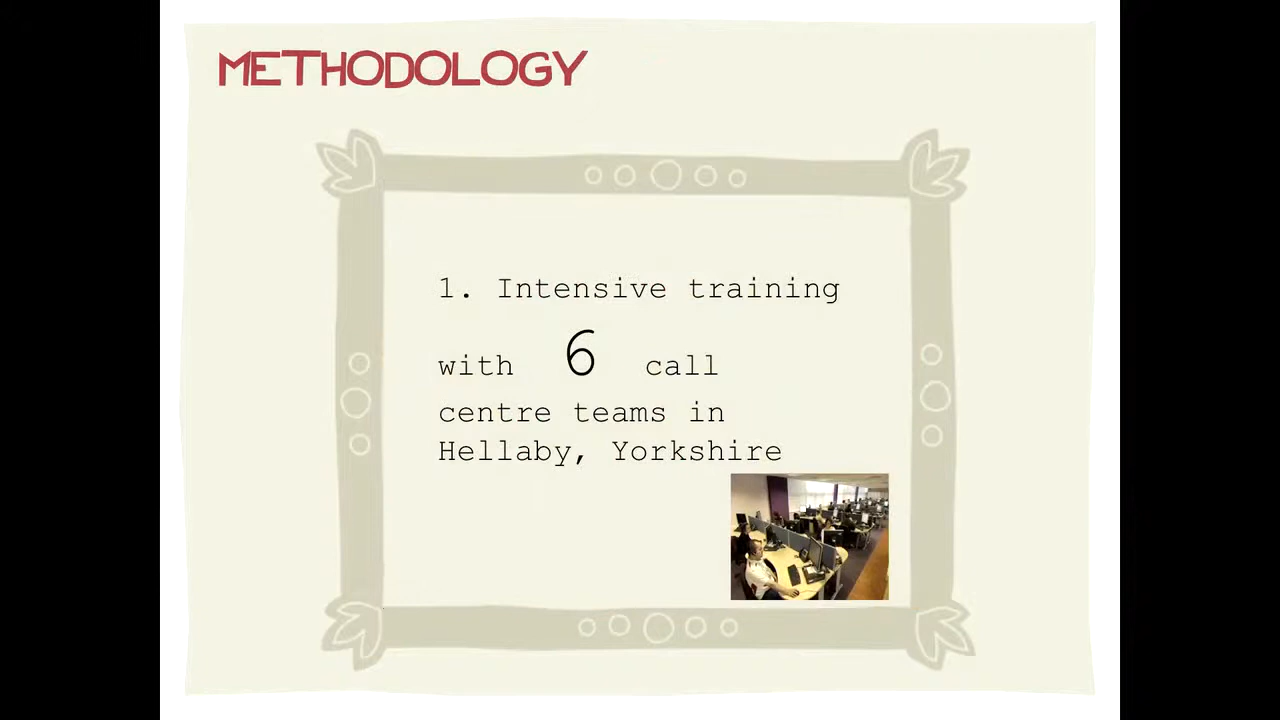 METHODOLOGY
1. Intensive training
with 6 call
centre teams in
Hellaby, Yorkshire